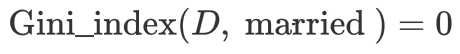 Gini_index(D, married ) = 0